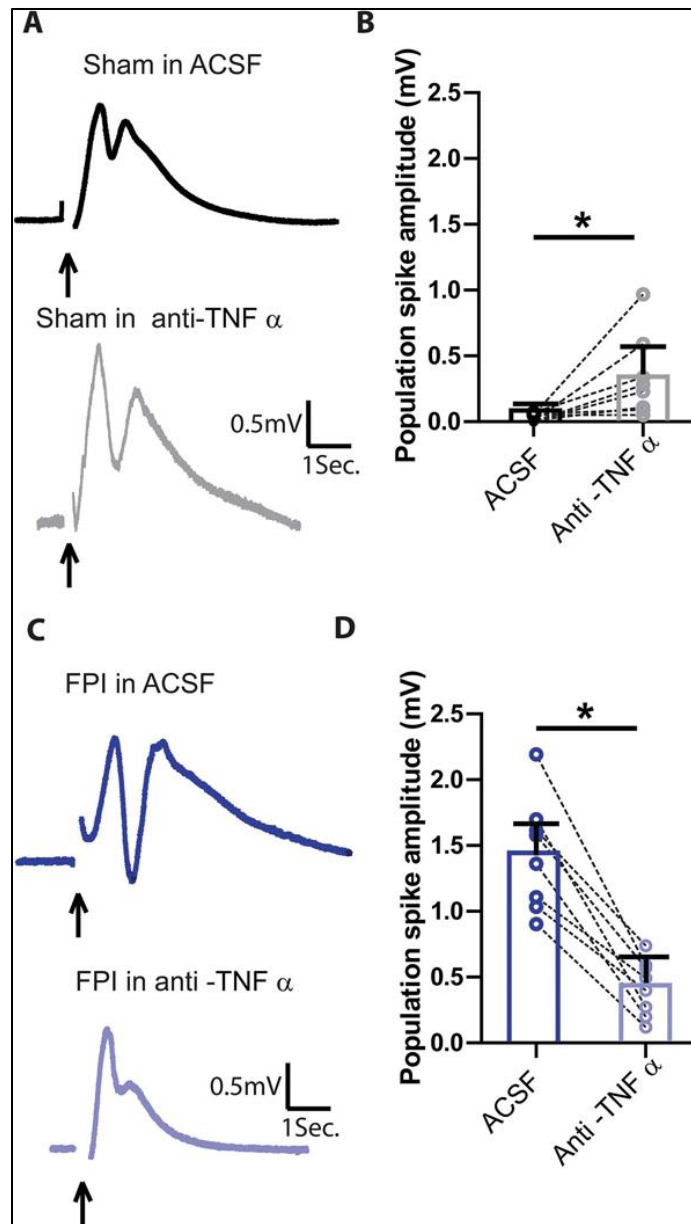 A
Sham in ACSF
Sham in anti-TNF α
0.5mV
1Sec.
B
Population spike amplitude (mV)
2.5
2.0
1.5
1.0
0.5
0.0
*
ACSF
Anti -TNF α
C
FPI in ACSF
FPI in anti -TNF α
0.5mV
1Sec.
D
Population spike amplitude (mV)
2.5
2.0
1.5
1.0
0.5
0.0
*
ACSF
Anti -TNF α